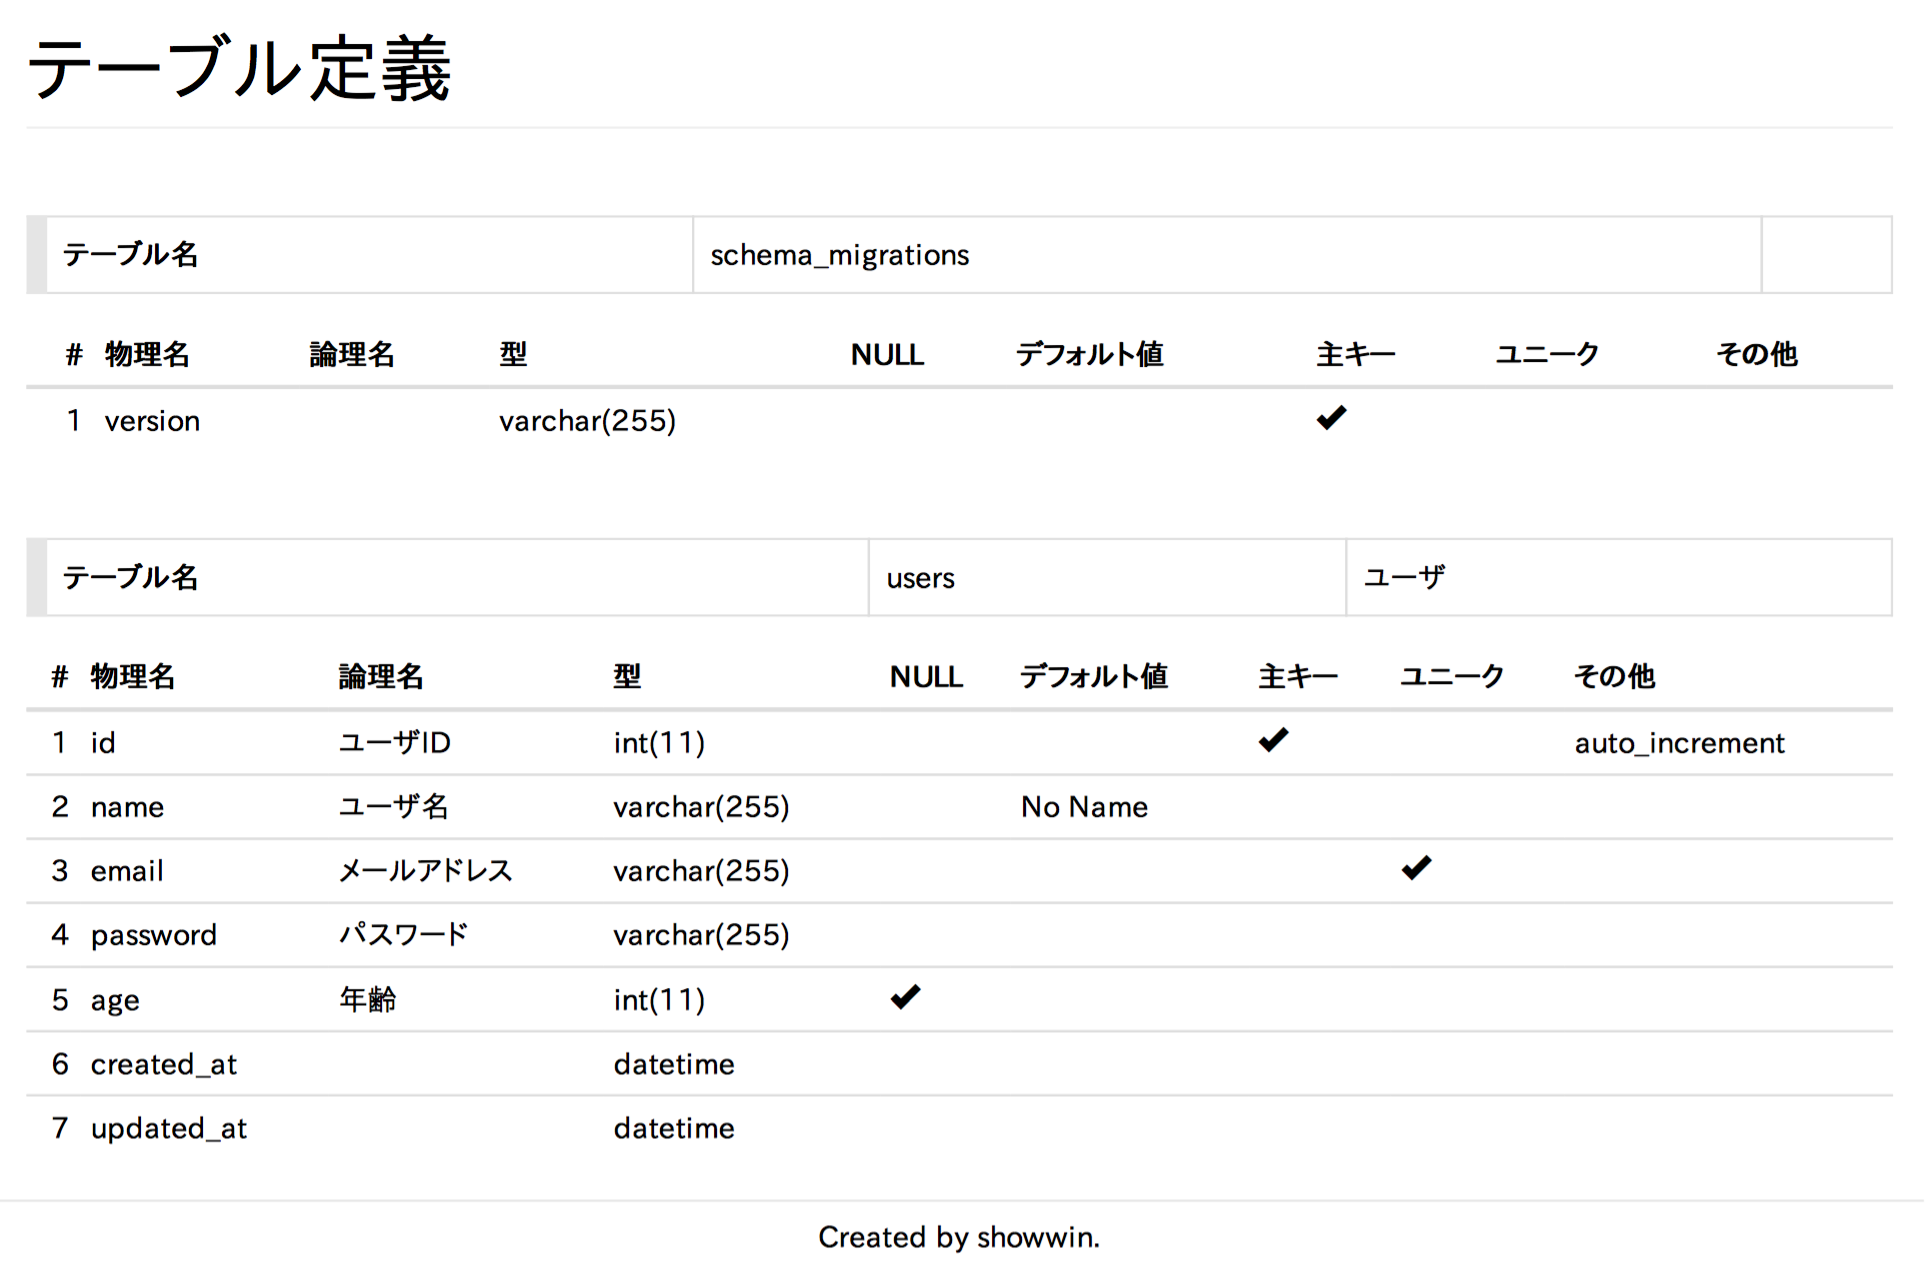 テーブル定義
テーブル名 schema_migrations
# 物理名 論理名 型 NULL デフォルト値 主キー ユニーク その他
1 version varchar(255) ✔
テーブル名 users ユーザ
# 物理名 論理名 型 NULL デフォルト値 主キー ユニーク その他
1 id ユーザID int(11) ✔ auto_increment
2 name ユーザ名 varchar(255) No Name
3 email メールアドレス varchar(255) ✔
4 password パスワード varchar(255)
5 age 年齢 int(11) ✔
6 created_at datetime
7 updated_at datetime
Created by showwin.